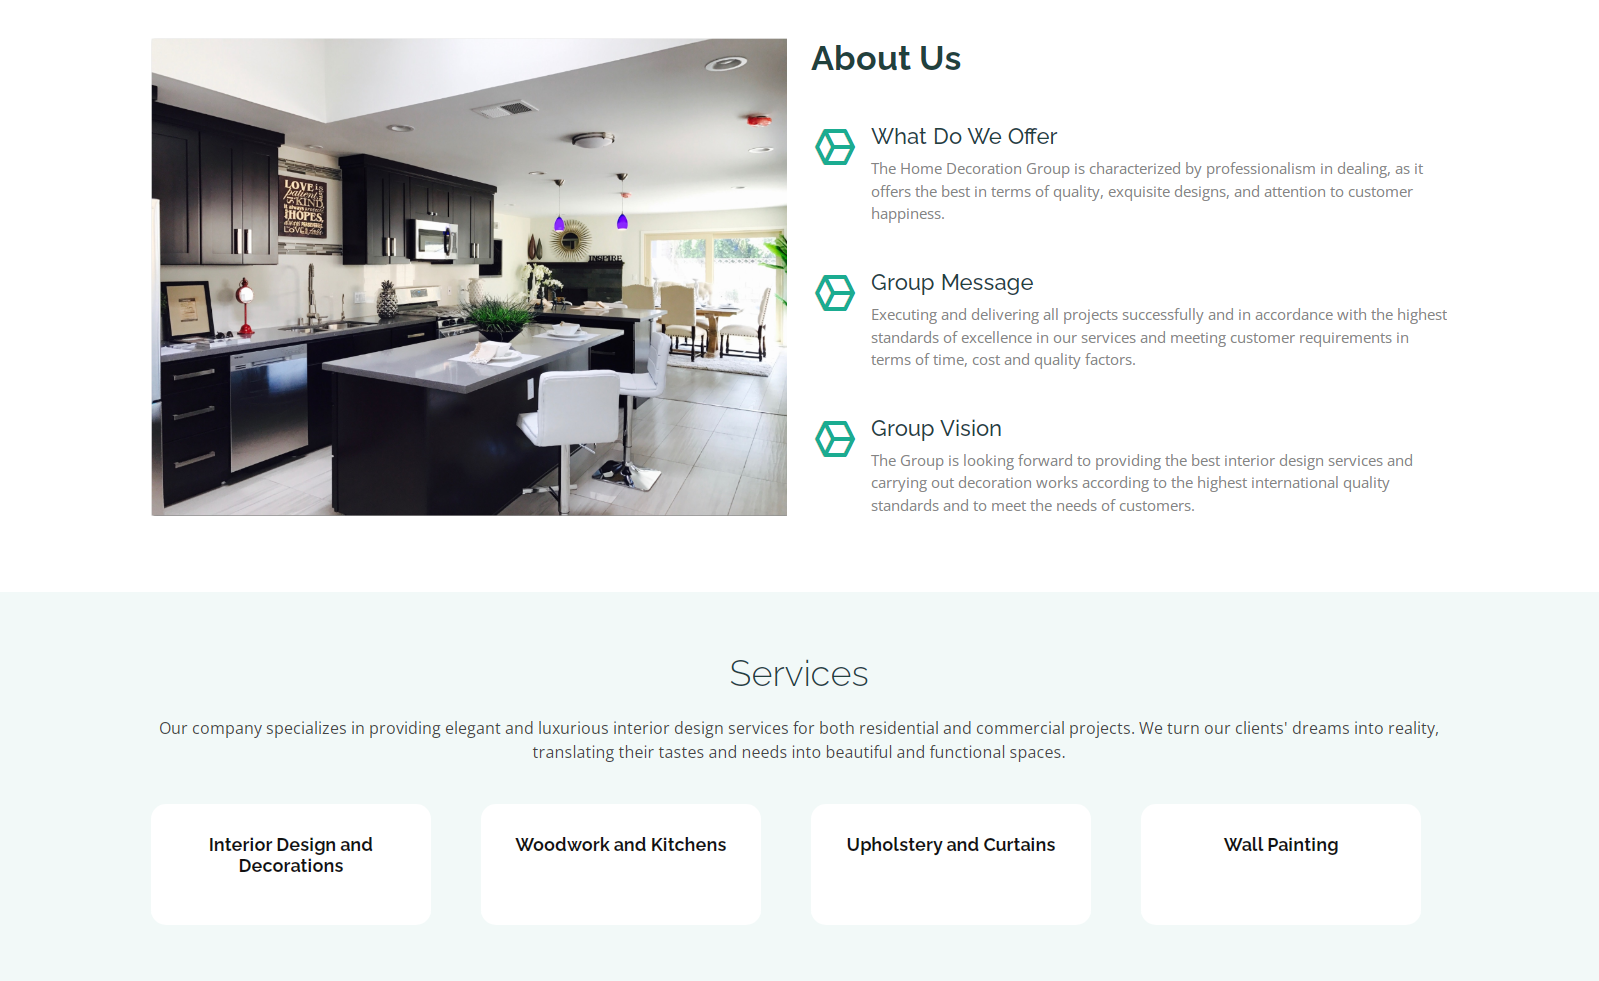 LOVE is
patient
KIND
HOPES,
INSPIRE
About Us
What Do We Offer
The Home Decoration Group is characterized by professionalism in dealing, as it
offers the best in terms of quality, exquisite designs, and attention to customer
happiness.
Group Message
Executing and delivering all projects successfully and in accordance with the highest
standards of excellence in our services and meeting customer requirements in
terms of time, cost and quality factors.
Group Vision
The Group is looking forward to providing the best interior design services and
carrying out decoration works according to the highest international quality
standards and to meet the needs of customers.
Services
Our company specializes in providing elegant and luxurious interior design services for both residential and commercial projects. We turn our clients' dreams into reality,
translating their tastes and needs into beautiful and functional spaces.
Interior Design and
Decorations
Woodwork and Kitchens
Upholstery and Curtains
Wall Painting